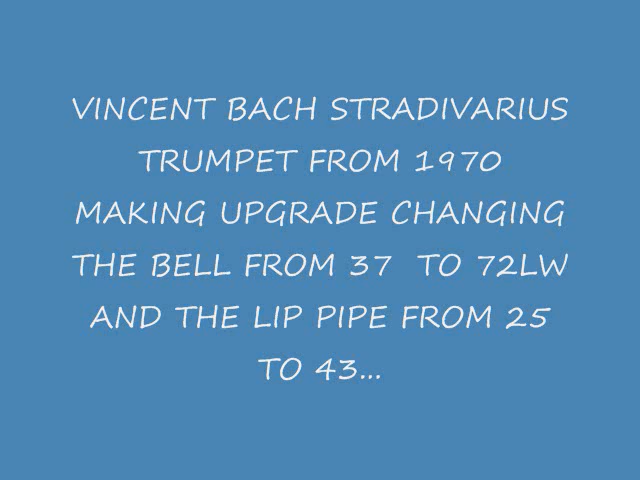 VINCENT BACH STRADIVARIUS
TRUMPET FROM 1970
MAKING UPGRADE CHANGING
THE BELL FROM 37 TO 72LW
AND THE LIP PIPE FROM 25
TO 43...